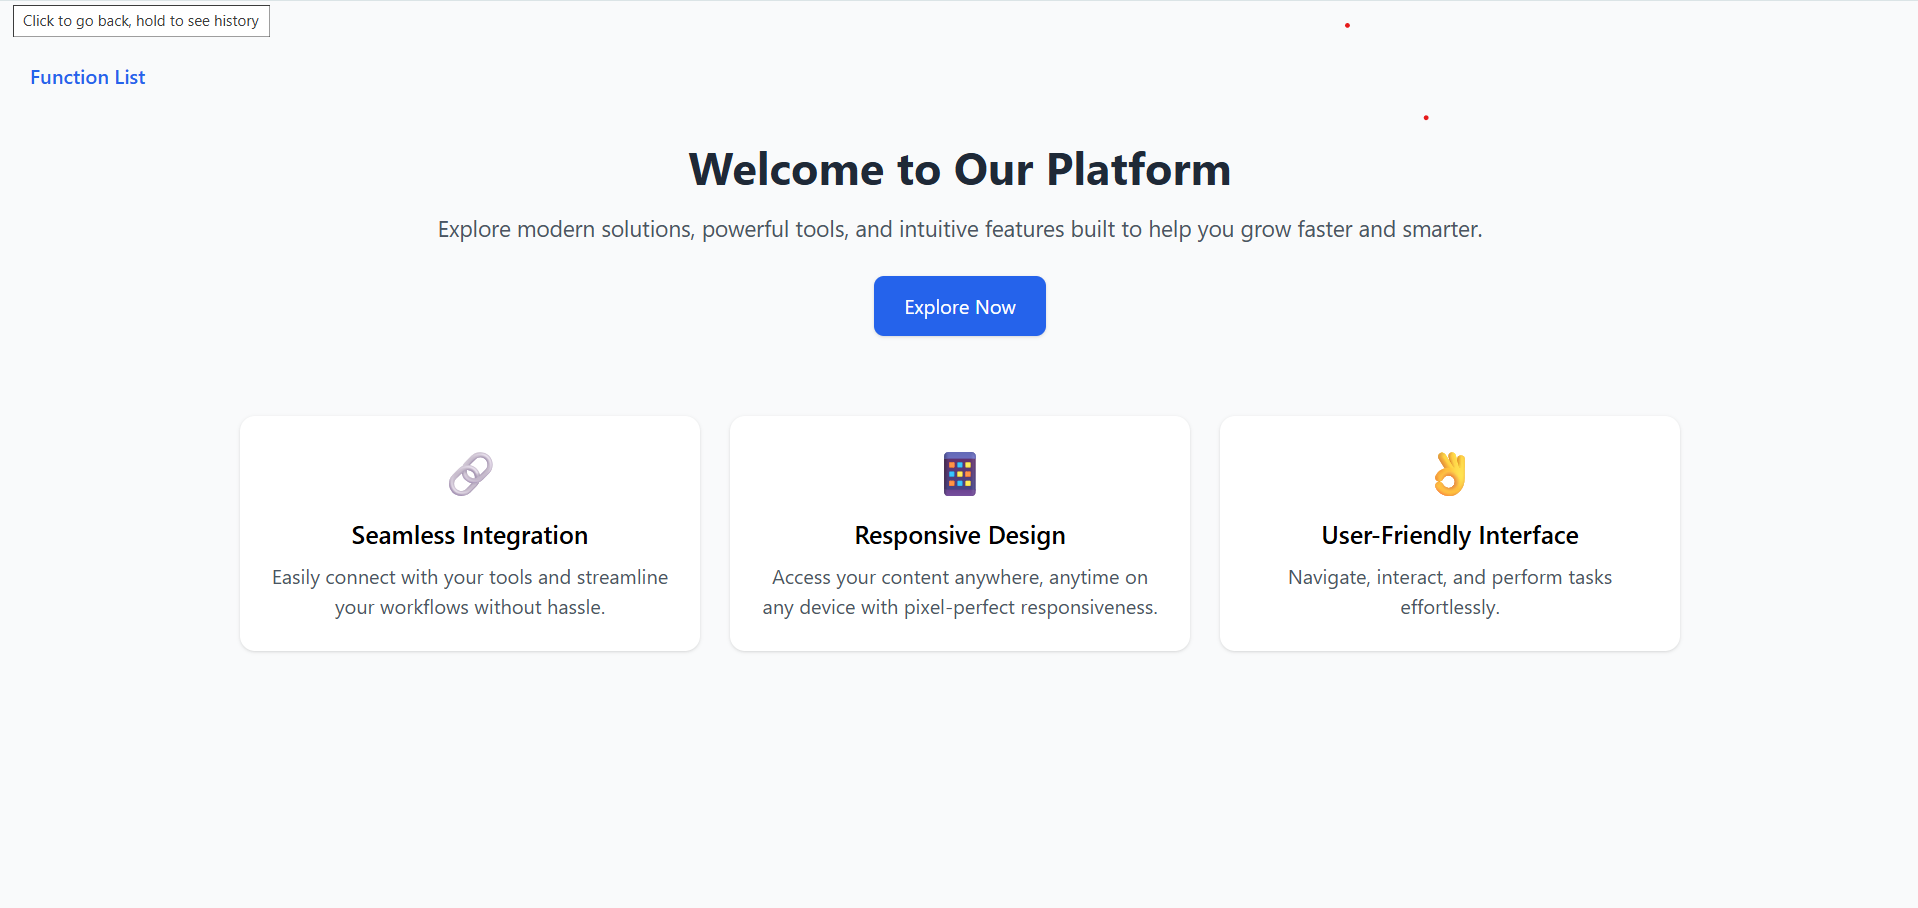 Click to go back, hold to see history
Function List
Welcome to Our Platform
Explore modern solutions, powerful tools, and intuitive features built to help you grow faster and smarter.
Explore Now
Seamless Integration
Easily connect with your tools and streamline
your workflows without hassle.
Responsive Design
Access your content anywhere, anytime on
any device with pixel-perfect responsiveness.
User-Friendly Interface
Navigate, interact, and perform tasks
effortlessly.